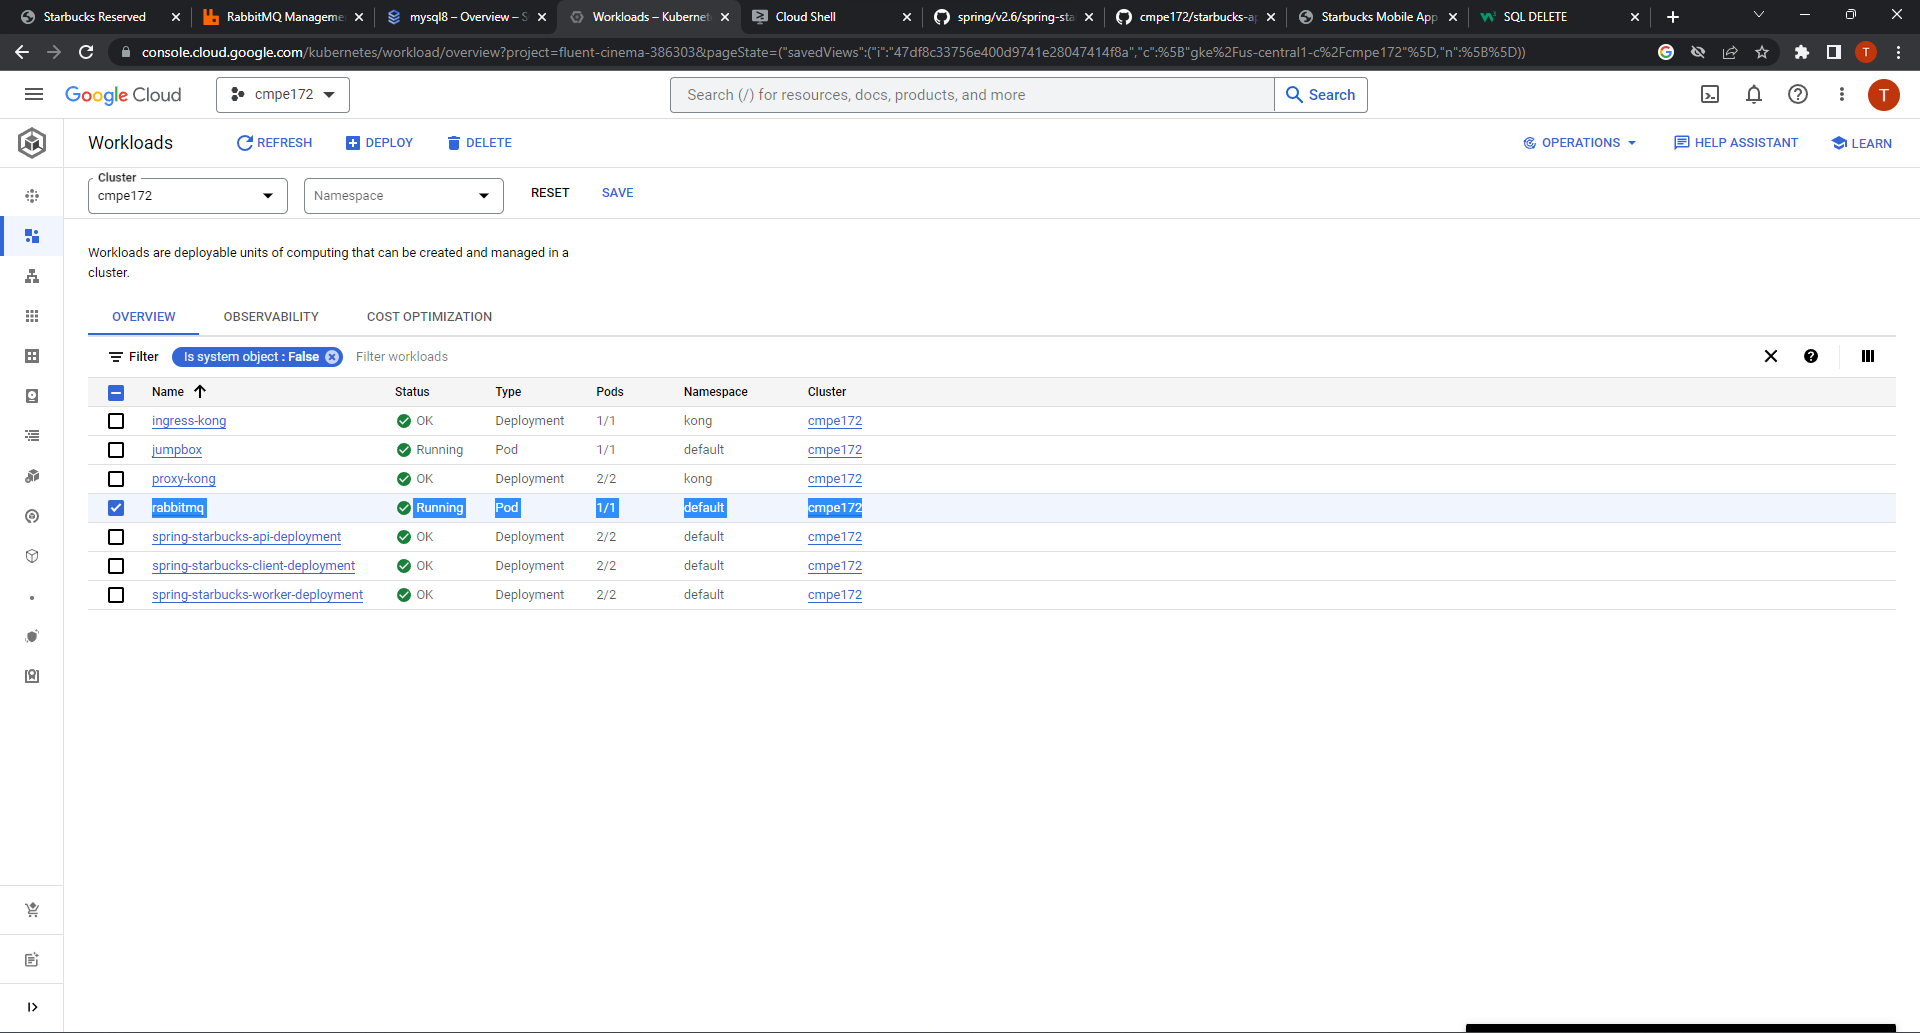 Starbucks Reserved
RabbitMQ Manageme
mysql8 – Overview – S
Workloads – Kubernet
Cloud Shell
spring/v2.6/spring-sta
cmpe172/starbucks-ap
Starbucks Mobile App
SQL DELETE
console.cloud.google.com/kubernetes/workload/overview?project=fluent-cinema-386303&pageState=("savedViews":("i":"47df8c33756e400d9741e28047414f8a","c":%5B"gke%2Fus-central1-c%2Fcmpe172"%5D,"n":%5B%5D))
T
Google Cloud
cmpe172
Search (/) for resources, docs, products, and more
Search
T
Workloads
REFRESH
DEPLOY
DELETE
OPERATIONS
HELP ASSISTANT
LEARN
Cluster
cmpe172
Namespace
RESET
SAVE
Workloads are deployable units of computing that can be created and managed in a
cluster.
OVERVIEW
OBSERVABILITY
COST OPTIMIZATION
Filter
Is system object : False
Filter workloads
Name Status Type Pods Namespace Cluster
ingress-kong OK Deployment 1/1 kong cmpe172
jumpbox Running Pod 1/1 default cmpe172
proxy-kong OK Deployment 2/2 kong cmpe172
rabbitmq Running Pod 1/1 default cmpe172
spring-starbucks-api-deployment OK Deployment 2/2 default cmpe172
spring-starbucks-client-deployment OK Deployment 2/2 default cmpe172
spring-starbucks-worker-deployment OK Deployment 2/2 default cmpe172